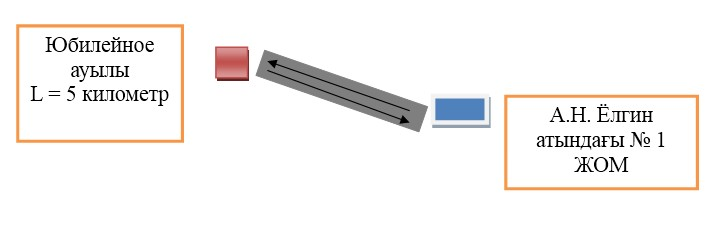 Юбилейное
ауылы
L = 5 километр
А.Н. Ёлгин
атындағы № 1
ЖОМ